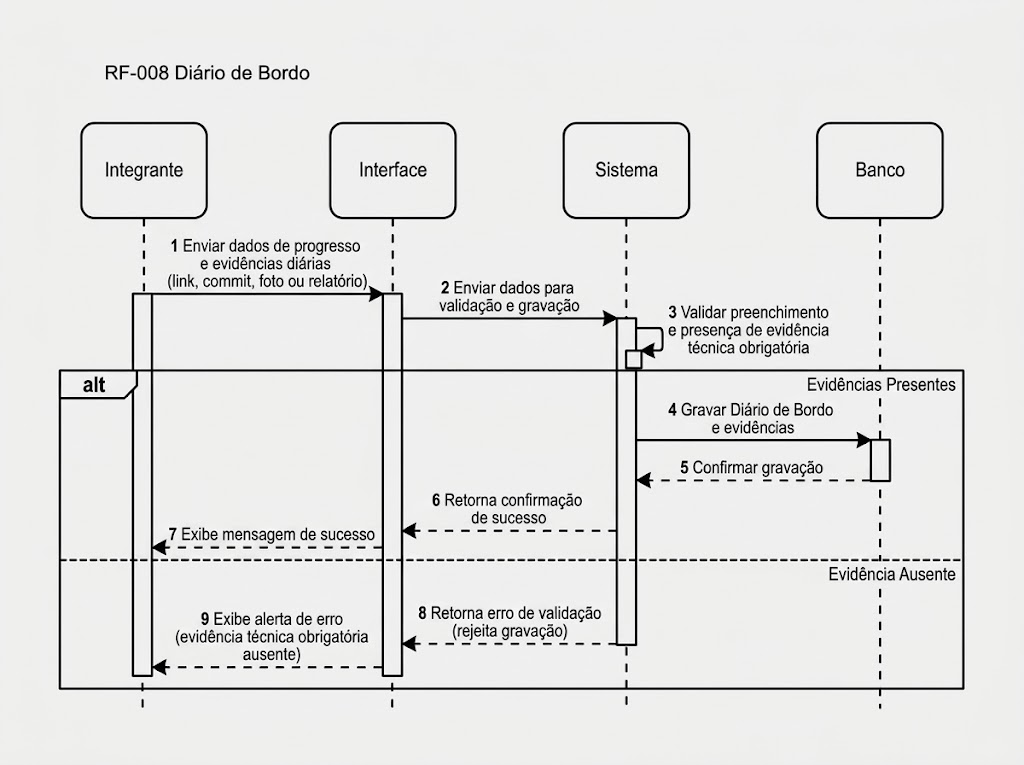 RF-008 Diário de Bordo
Integrante
Interface
Sistema
Banco
1 Enviar dados de progresso
e evidências diárias
(link, commit, foto ou relatório)
2 Enviar dados para
validação e gravação
3 Validar preenchimento
e presença de evidência
técnica obrigatória
alt
Evidências Presentes
4 Gravar Diário de Bordo
e evidências
5 Confirmar gravação
6 Retorna confirmação
de sucesso
7 Exibe mensagem de sucesso
Evidência Ausente
8 Retorna erro de validação
(rejeita gravação)
9 Exibe alerta de erro
(evidência técnica obrigatória
ausente)